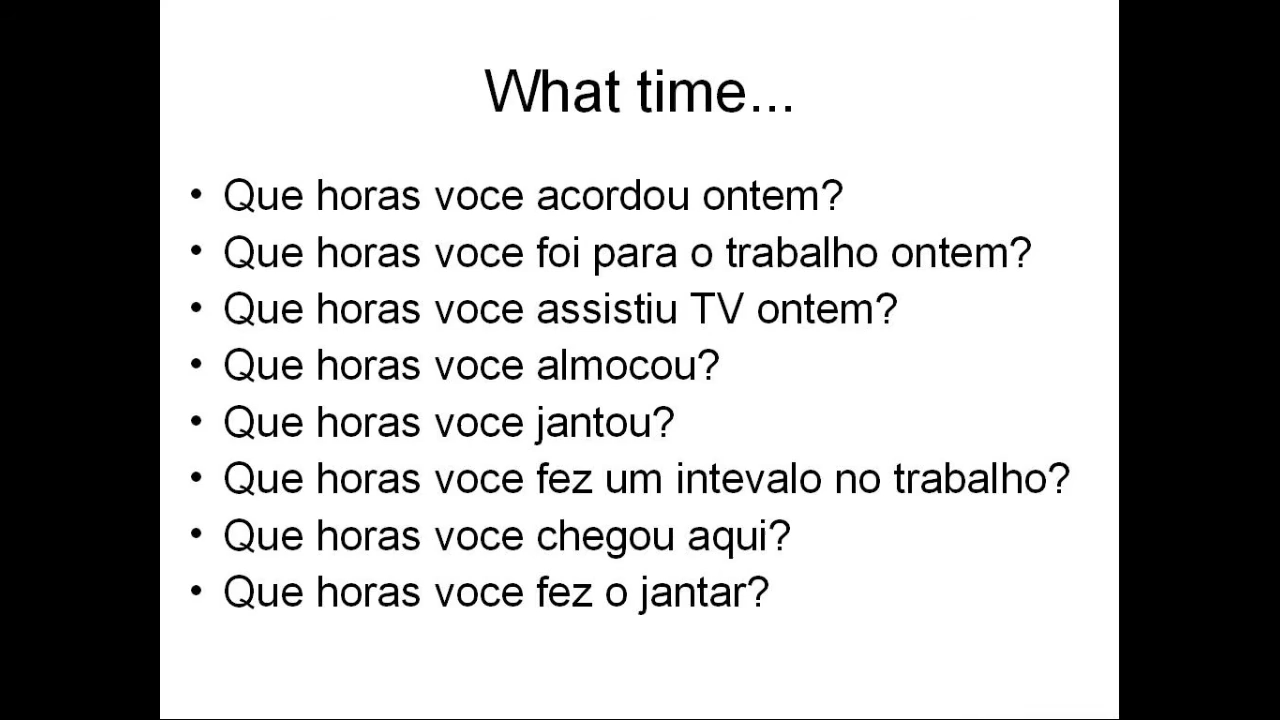 What time...
• Que horas voce acordou ontem?
• Que horas voce foi para o trabalho ontem?
• Que horas voce assistiu TV ontem?
• Que horas voce almocou?
• Que horas voce jantou?
• Que horas voce fez um intevalo no trabalho?
• Que horas voce chegou aqui?
• Que horas voce fez o jantar?